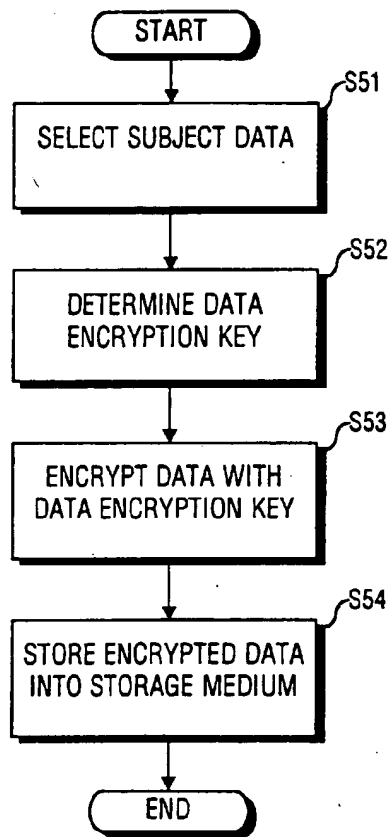 START
S51
SELECT SUBJECT DATA
S52
DETERMINE DATA
ENCRYPTION KEY
S53
ENCRYPT DATA WITH
DATA ENCRYPTION KEY
S54
STORE ENCRYPTED DATA
INTO STORAGE MEDIUM
END